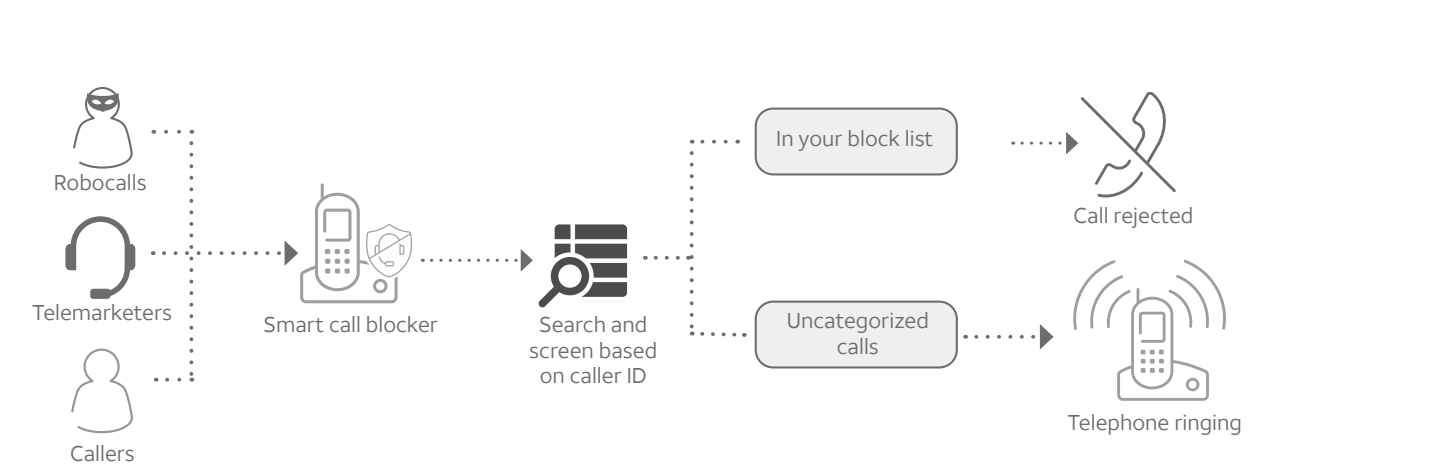 Robocalls
Telemarketers
Callers
Smart call blocker
Search and
screen based
on caller ID
In your block list
Uncategorized
calls
Call rejected
Telephone ringing